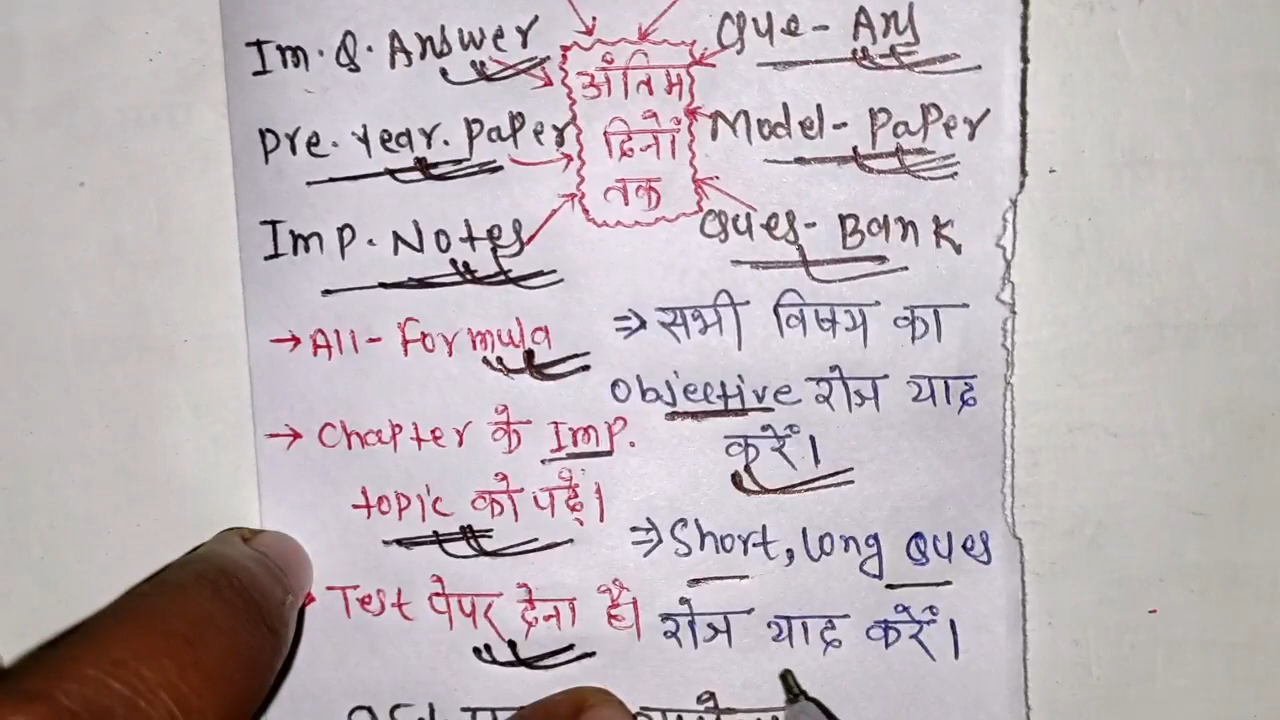 Im. Q. Answer
Pre. Year. Paper
Imp. Notes
अंतिम
दिनों
तक
Que - Ans
Model - Paper
Ques - Bank
→ All - Formula
→ Chapter के Imp.
topic को पढ़ें।
Test पेपर देना है।
⇒ सभी विषय का
Objective रोज याद
करें।
⇒ Short, long Ques
रोज याद करें।